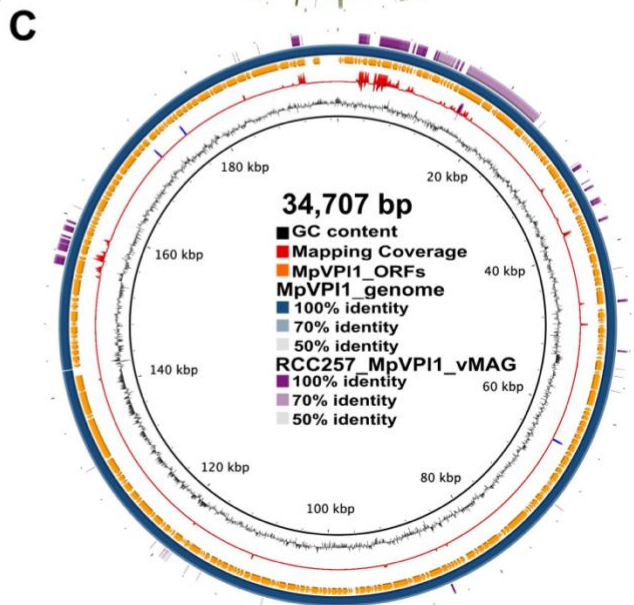 C
180 kbp
20 kbp
34,707 bp
GC content
Mapping Coverage
MpVPI1_ORFs
MpVPI1_genome
100% identity
70% identity
50% identity
RCC257_MpVPI1_vMAG
100% identity
70% identity
50% identity
160 kbp
40 kbp
140 kbp
60 kbp
120 kbp
80 kbp
100 kbp